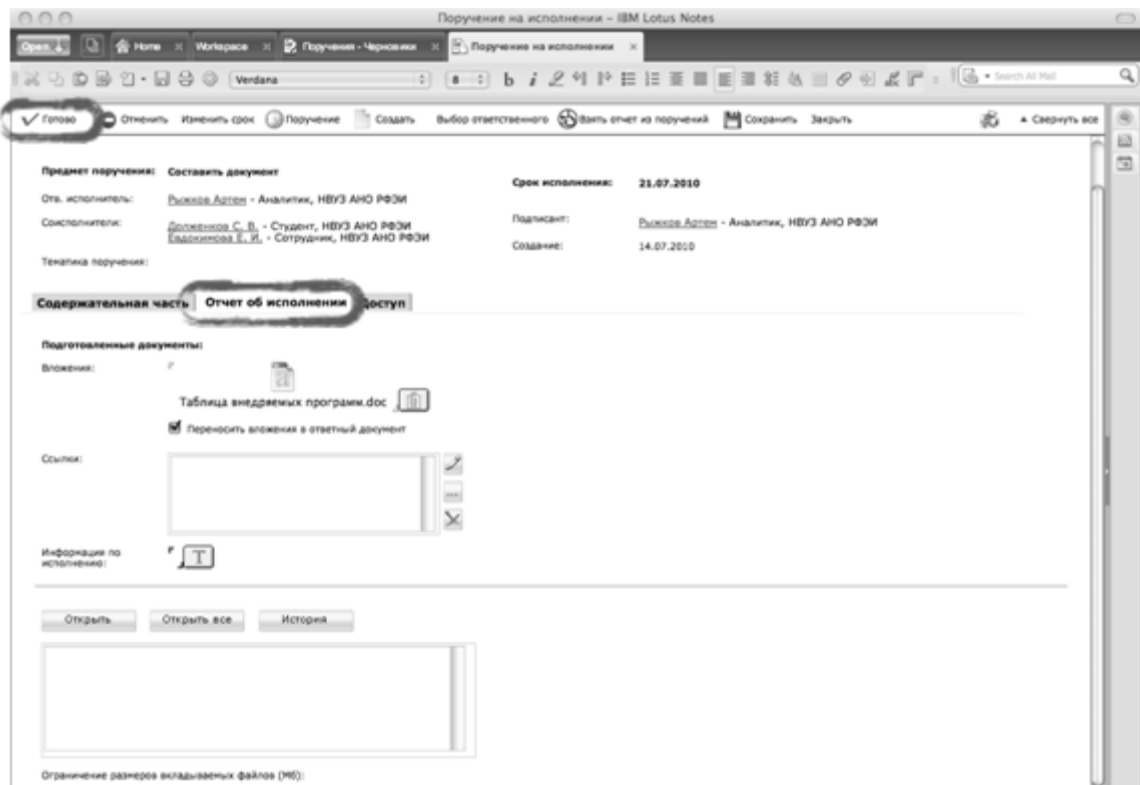 Поручение на исполнении – IBM Lotus Notes
Open Home Workspace Поручения - Черновики Поручение на исполнении
Verdana 8 b i Search All Mail
Готово Отменить Изменить срок Поручение Создать Выбор ответственного Взять отчет из поручений Сохранить Закрыть Свернуть все
Предмет поручения: Составить документ Срок исполнения: 21.07.2010
Отв. исполнитель: Рыжков Артем - Аналитик, НВУЗ АНО РФЭИ
Соисполнители: Долженков С. В. - Студент, НВУЗ АНО РФЭИ Подписант: Рыжков Артем - Аналитик, НВУЗ АНО РФЭИ
Евдокимова Е. И. - Сотрудник, НВУЗ АНО РФЭИ
Создание: 14.07.2010
Тематика поручения:
Содержательная часть Отчет об исполнении Доступ
Подготовленные документы:
Вложения:
Таблица внедряемых программ.doc
Переносить вложения в ответный документ
Ссылки:
Информация по
исполнению: T
Открыть Открыть все История
Ограничение размеров вкладываемых файлов (Мб):